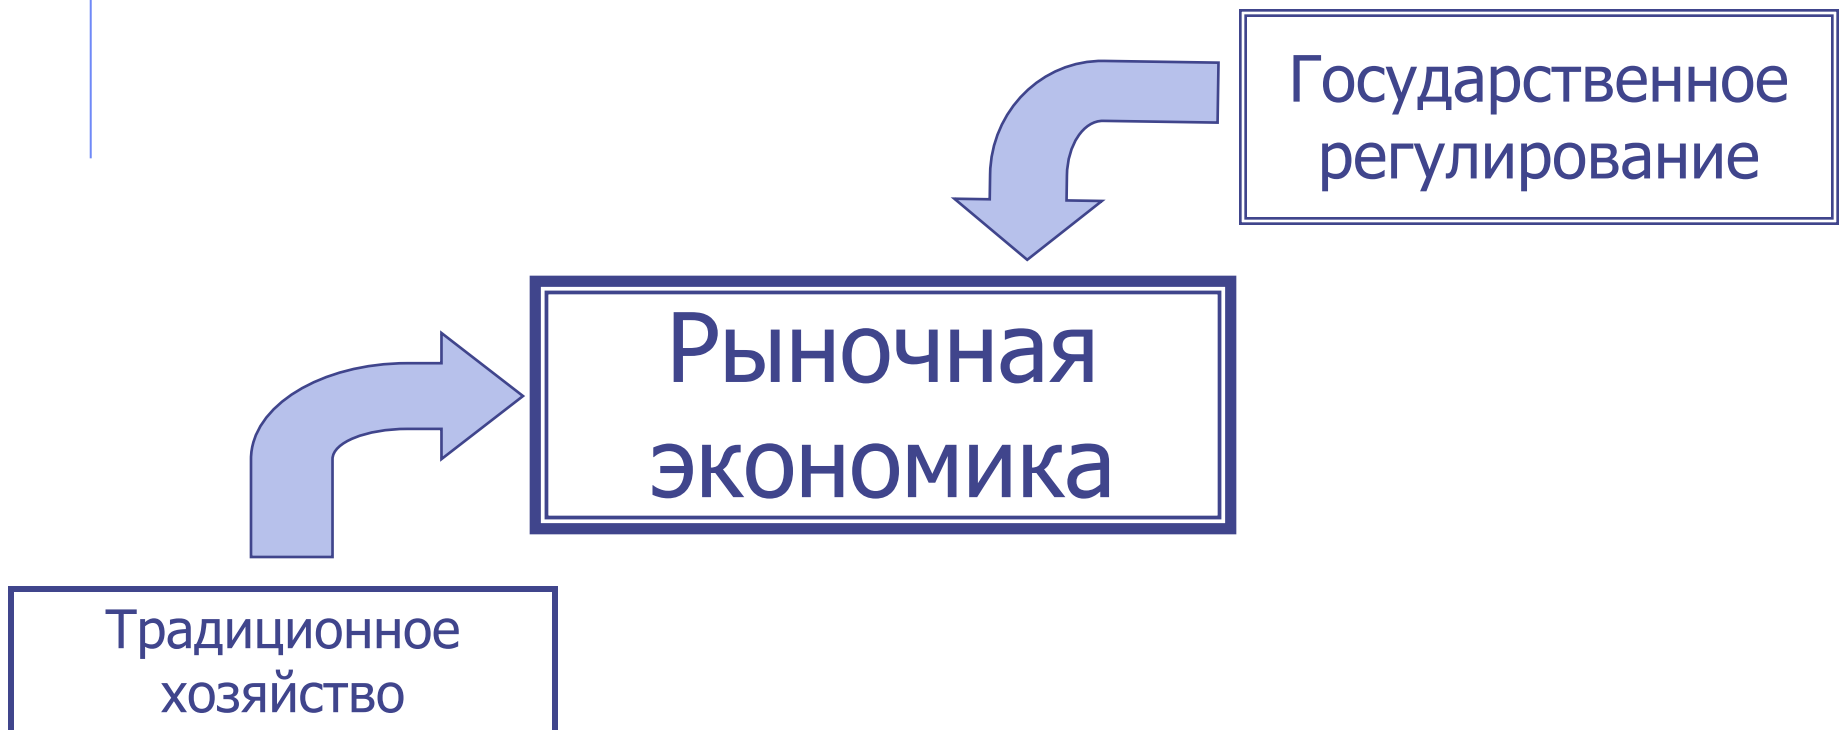 Государственное
регулирование
Рыночная
экономика
Традиционное
хозяйство